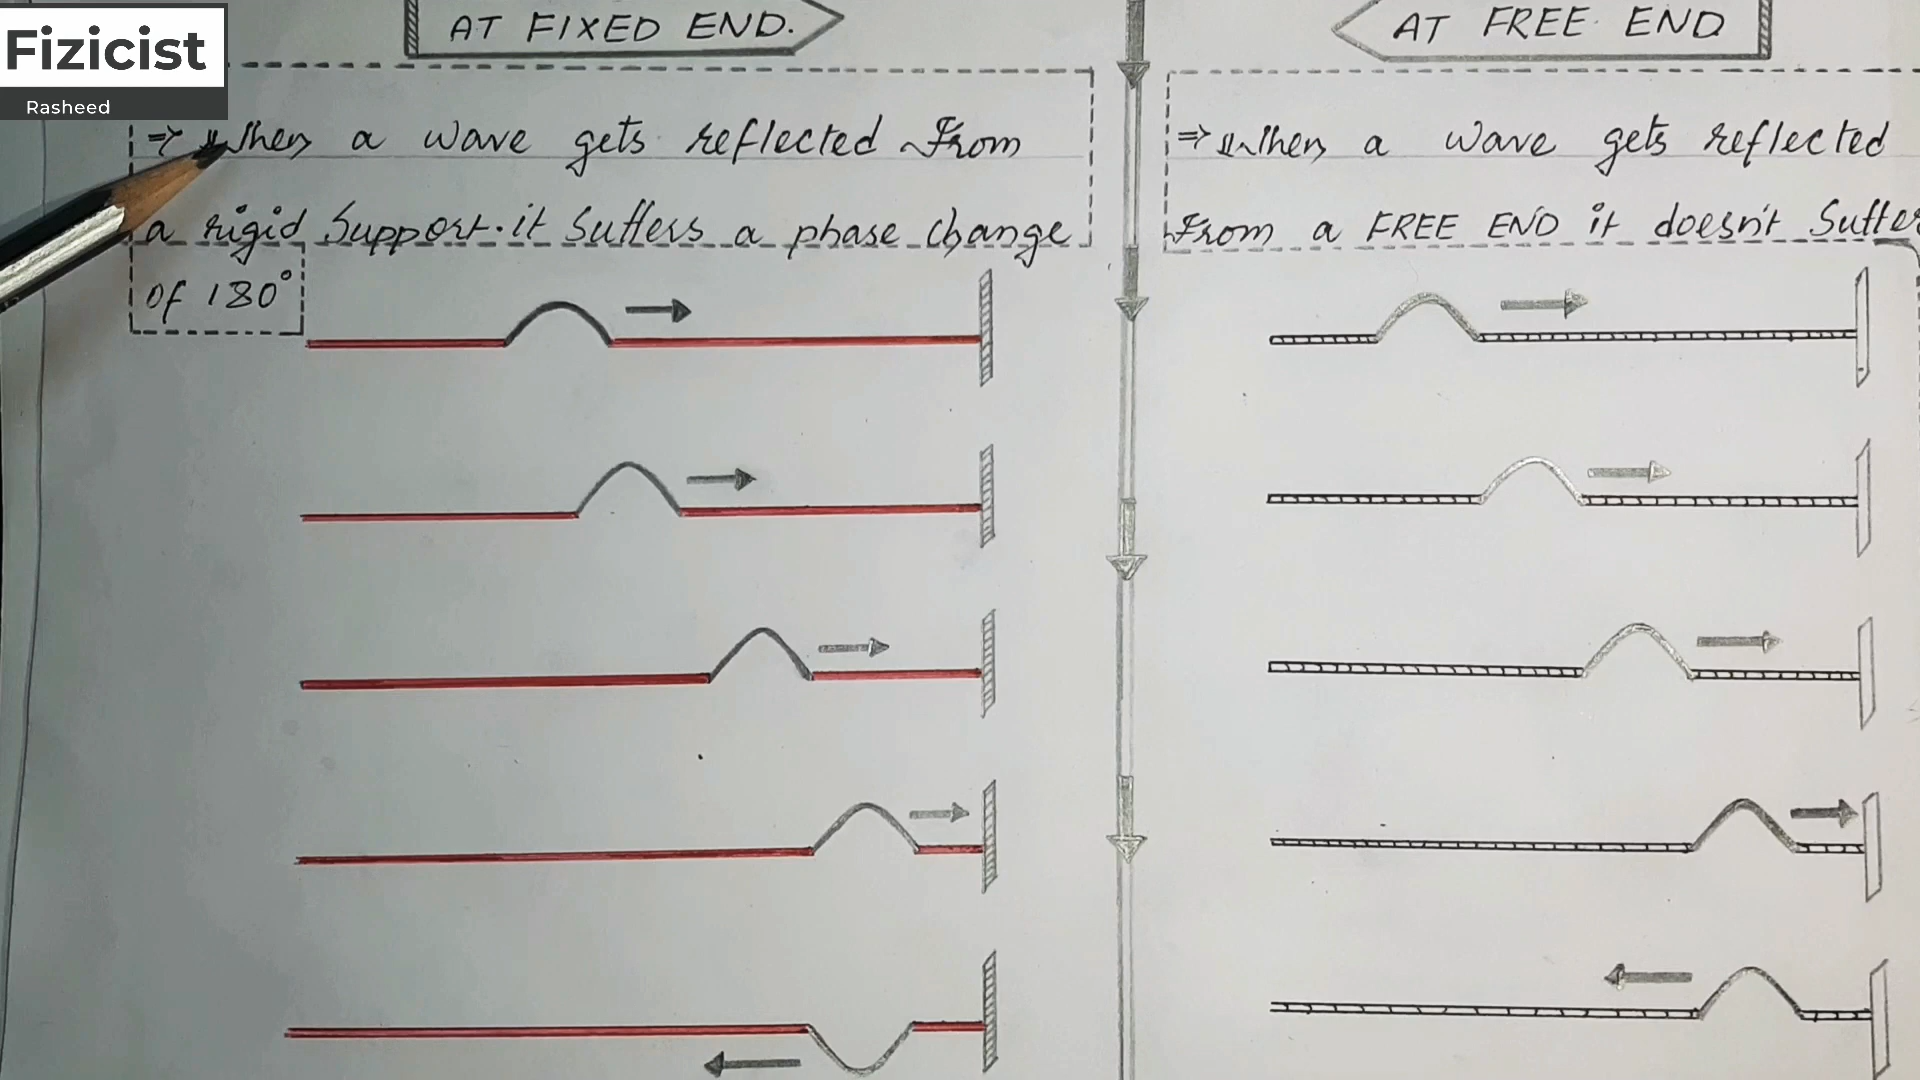 Fizicist
Rasheed
AT FIXED END.
⇒ When a wave gets reflected From
a rigid Support. it Suffers a phase change
of 180°
AT FREE END
⇒ When a wave gets reflected
From a FREE END it doesn't Suffer